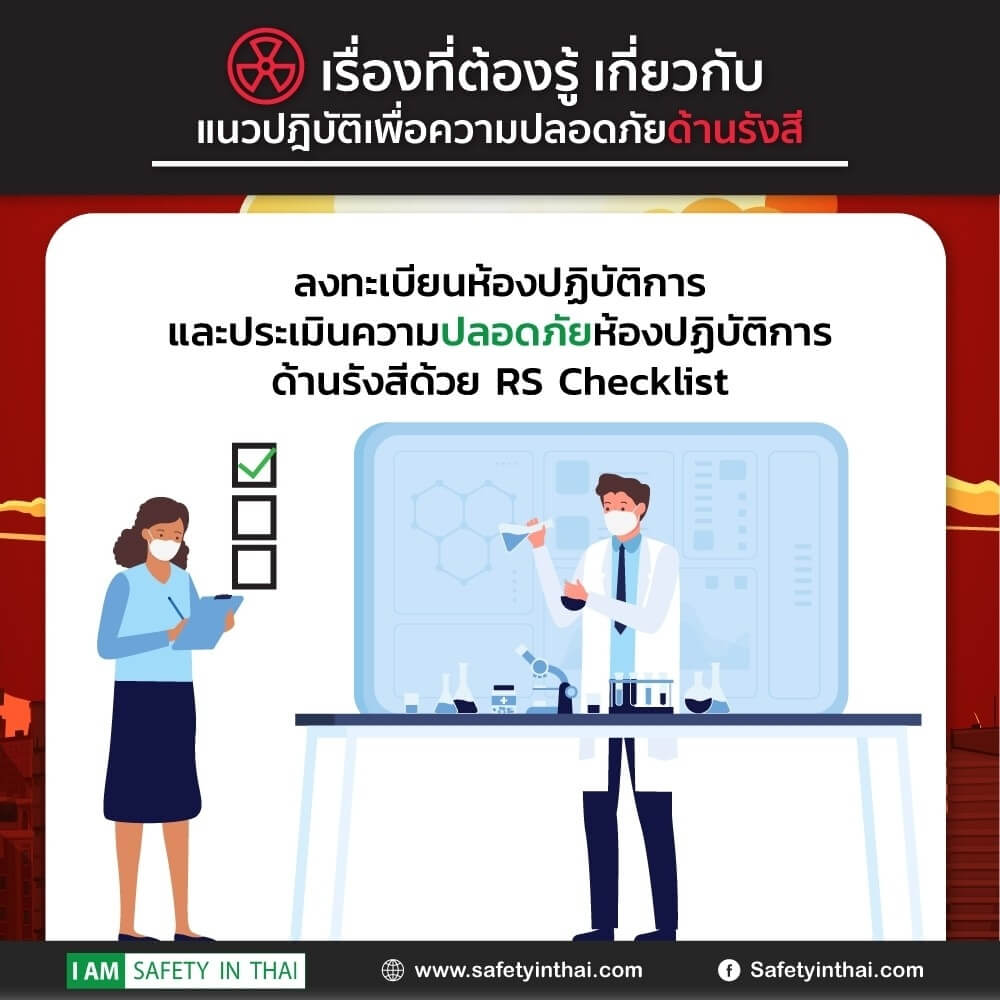 เรื่องที่ต้องรู้ เกี่ยวกับ
แนวปฎิบัติเพื่อความปลอดภัยด้านรังสี
ลงทะเบียนห้องปฏิบัติการ
และประเมินความปลอดภัยห้องปฏิบัติการ
ด้านรังสีด้วย RS Checklist
I AM SAFETY IN THAI
www.safetyinthai.com
Safetyinthai.com